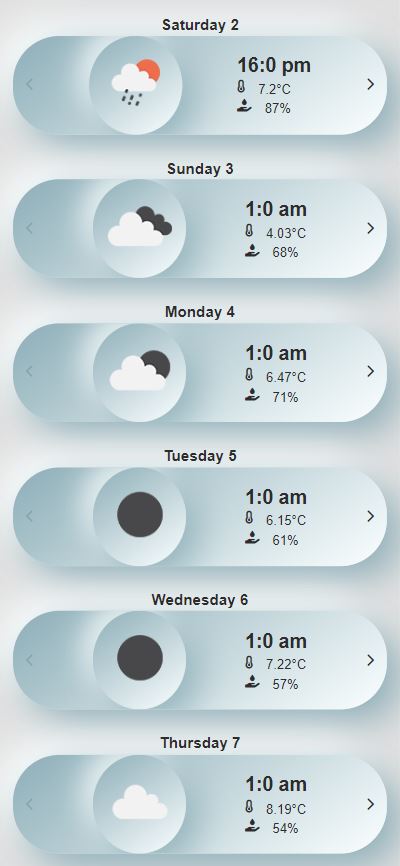 Saturday 2
16:0 pm
7.2°C
87%
Sunday 3
1:0 am
4.03°C
68%
Monday 4
1:0 am
6.47°C
71%
Tuesday 5
1:0 am
6.15°C
61%
Wednesday 6
1:0 am
7.22°C
57%
Thursday 7
1:0 am
8.19°C
54%